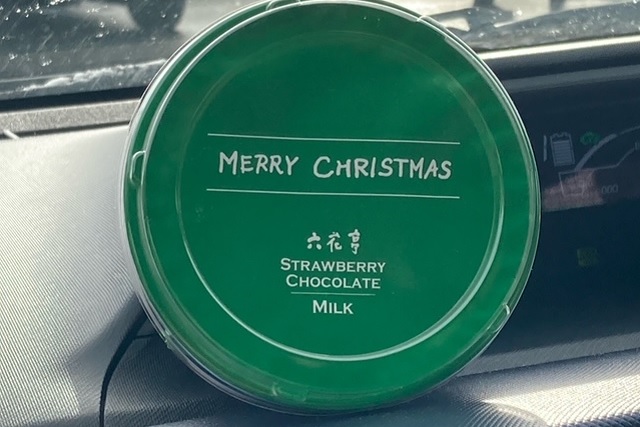 MERRY CHRISTMAS
六花亭
STRAWBERRY
CHOCOLATE
MILK